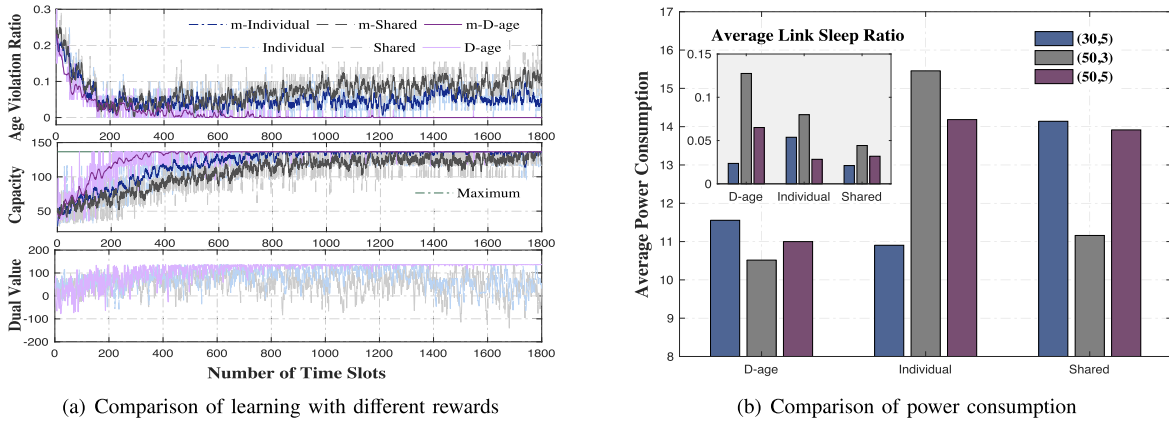 0.3
0.2
0.1
0
Age Violation Ratio
m-Individual m-Shared m-D-age
Individual Shared D-age
0 200 400 600 800 1000 1200 1400 1600 1800
150
100
50
Capacity
Maximum
0 200 400 600 800 1000 1200 1400 1600 1800
200
100
0
-100
-200
Dual Value
0 200 400 600 800 1000 1200 1400 1600 1800
Number of Time Slots
(a) Comparison of learning with different rewards
17
16
15
14
13
12
11
10
9
8
Average Power Consumption
Average Link Sleep Ratio
0.15
0.1
0.05
0
D-age Individual Shared
(30,5)
(50,3)
(50,5)
D-age Individual Shared
(b) Comparison of power consumption